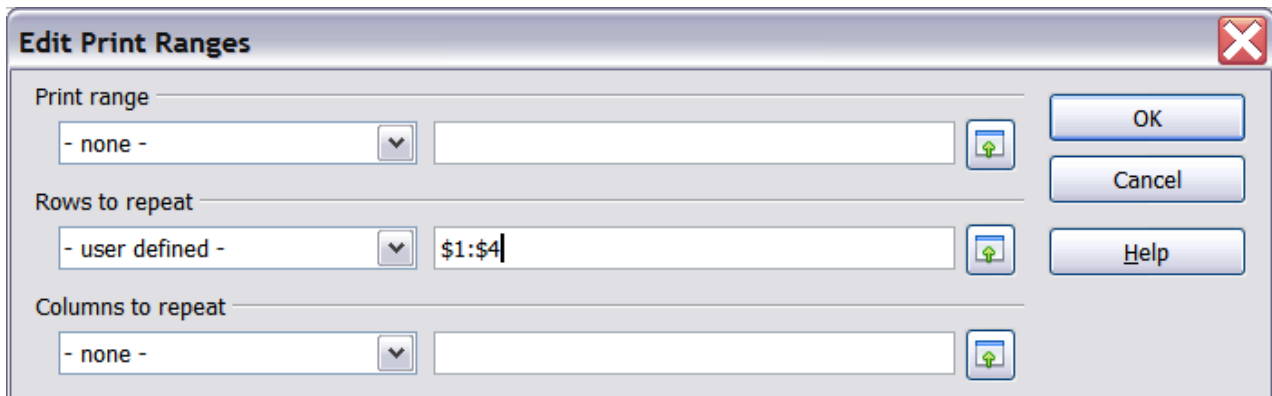 Edit Print Ranges
Print range
- none -
OK
Cancel
Rows to repeat
- user defined - $1:$4
Help
Columns to repeat
- none -